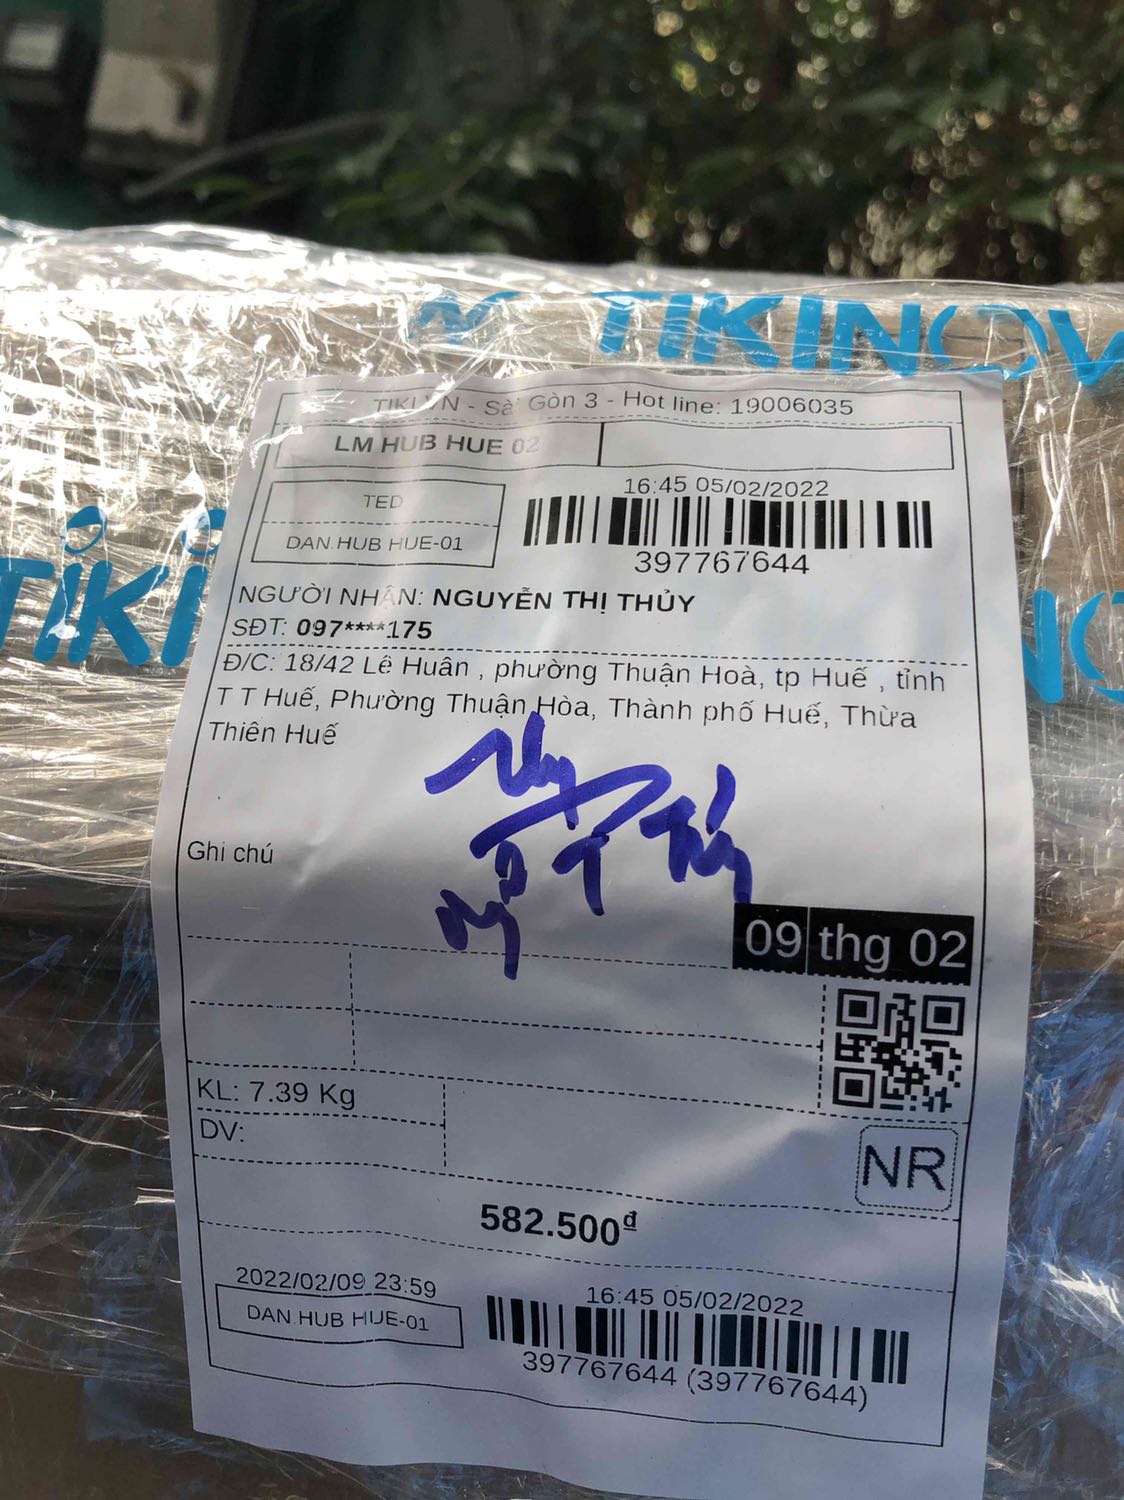 TIKINOW
TIKI.VN - Sài Gòn 3 - Hot line: 19006035
LM HUB HUE 02
16:45 05/02/2022
TED
DAN.HUB HUE-01
397767644
TIKI
NGƯỜI NHẬN: NGUYỄN THỊ THỦY
SĐT: 097****175
Đ/C: 18/42 Lê Huân , phường Thuận Hoà, tp Huế , tỉnh
T T Huế, Phường Thuận Hòa, Thành phố Huế, Thừa
Thiên Huế
Ghi chú
09 thg 02
KL: 7.39 Kg
DV:
NR
582.500đ
2022/02/09 23:59
16:45 05/02/2022
DAN.HUB HUE-01
397767644 (397767644)